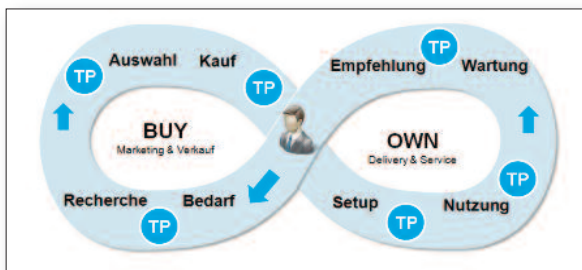 Auswahl Kauf
TP
TP
BUY
Marketing & Verkauf
Recherche Bedarf
TP
Empfehlung TP Wartung
OWN
Delivery & Service
TP
Setup Nutzung
TP